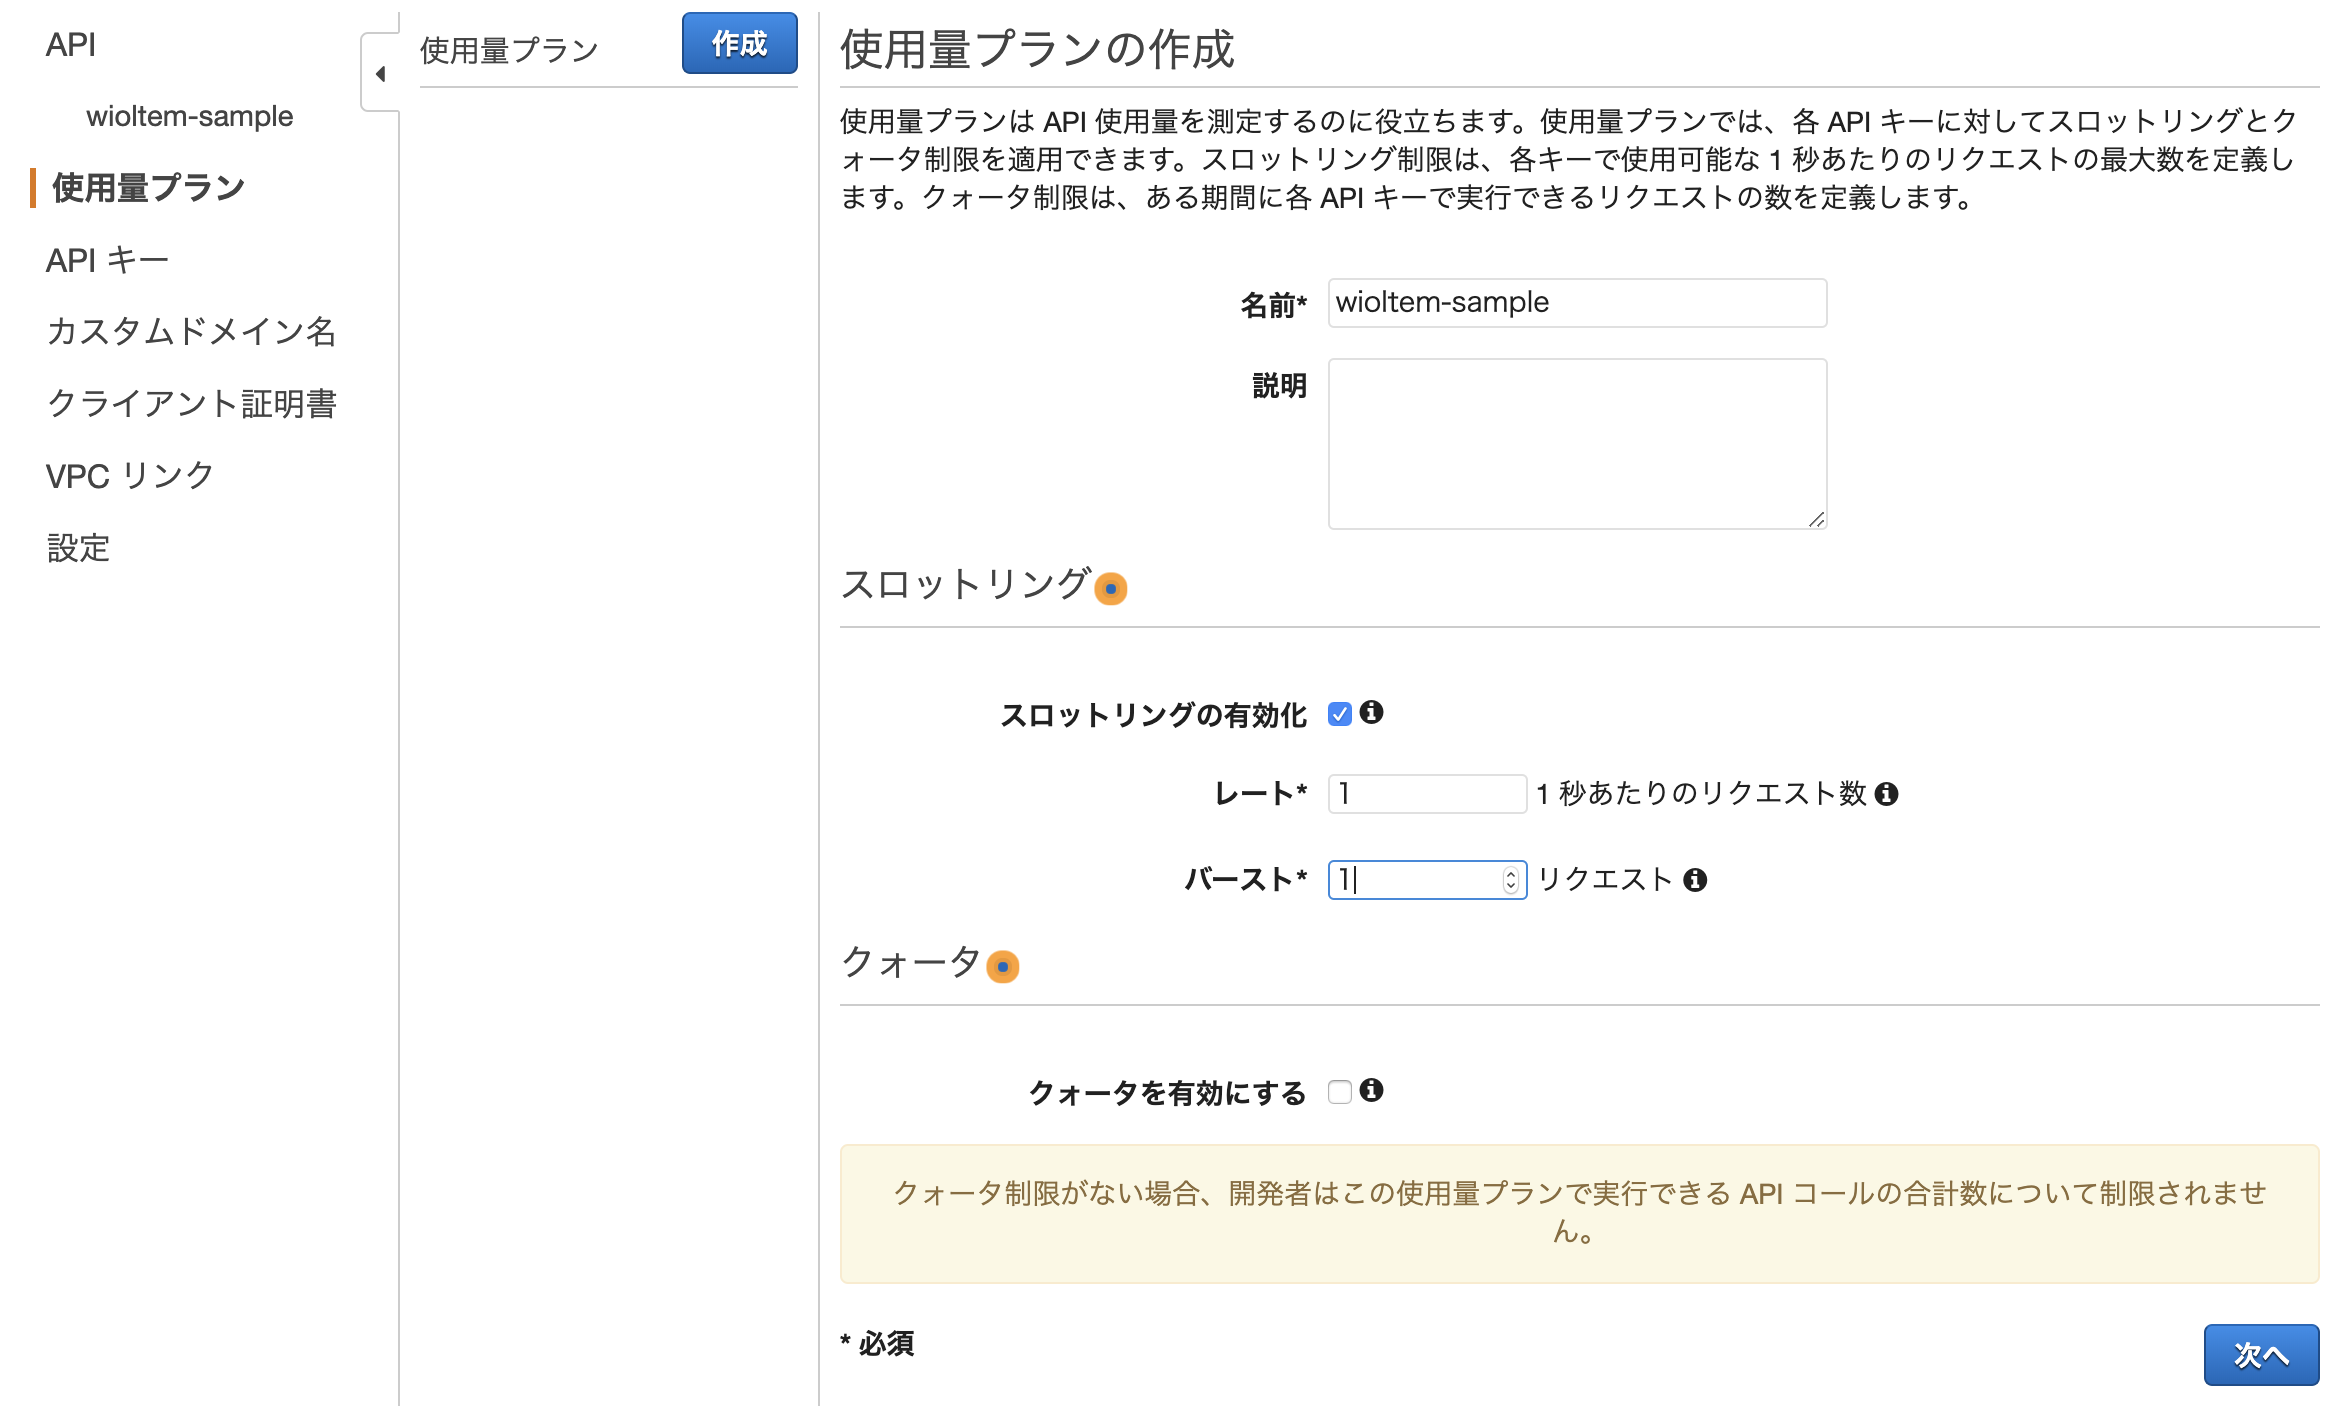 API
wioltem-sample
使用量プラン
API キー
カスタムドメイン名
クライアント証明書
VPC リンク
設定
使用量プラン
作成
使用量プランの作成
使用量プランは API 使用量を測定するのに役立ちます。使用量プランでは、各 API キーに対してスロットリングとク
ォータ制限を適用できます。スロットリング制限は、各キーで使用可能な 1 秒あたりのリクエストの最大数を定義し
ます。クォータ制限は、ある期間に各 API キーで実行できるリクエストの数を定義します。
名前* wioltem-sample
説明
スロットリング
スロットリングの有効化
レート* 1 1 秒あたりのリクエスト数
バースト* 1 リクエスト
クォータ
クォータを有効にする
クォータ制限がない場合、開発者はこの使用量プランで実行できる API コールの合計数について制限されませ
ん。
* 必須
次へ